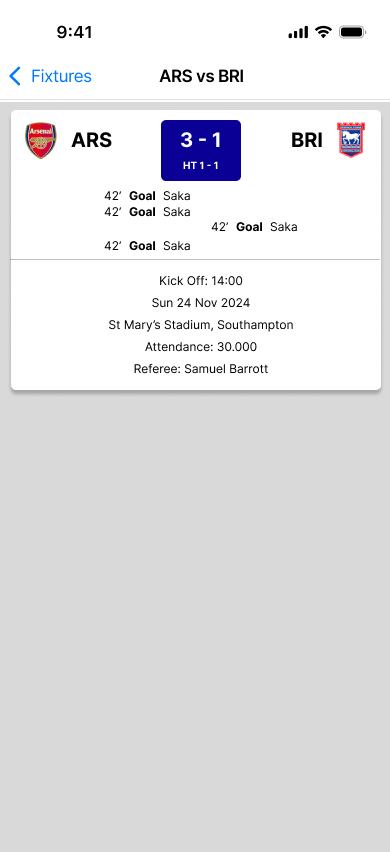 9:41
Fixtures
ARS vs BRI
Arsenal
ARS
3 - 1
HT 1 - 1
BRI
42’ Goal Saka
42’ Goal Saka
42’ Goal Saka
42’ Goal Saka
Kick Off: 14:00
Sun 24 Nov 2024
St Mary’s Stadium, Southampton
Attendance: 30.000
Referee: Samuel Barrott